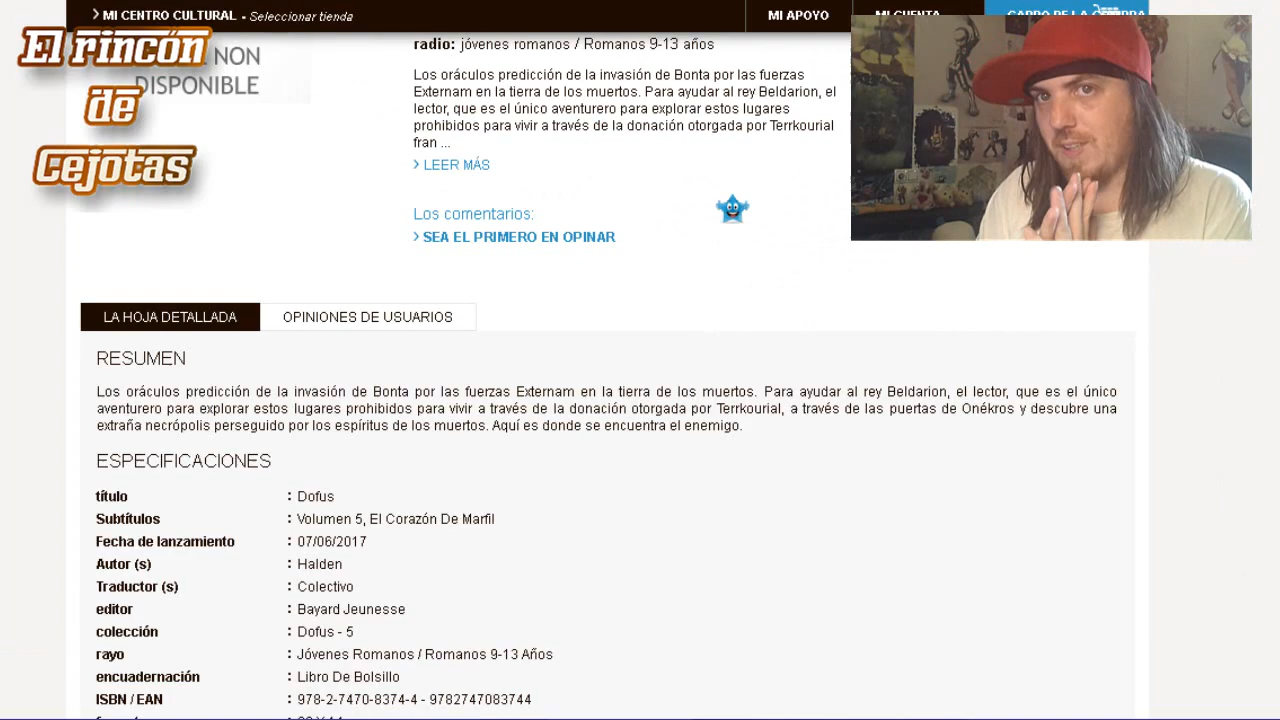 MI CENTRO CULTURAL - Seleccionar tienda
MI APOYO
MI CUENTA
CARRO DE LA COMPRA
El rincón
de
Cejotas
NON
DISPONIBLE
radio: jóvenes romanos / Romanos 9-13 años
Los oráculos predicción de la invasión de Bonta por las fuerzas
Externam en la tierra de los muertos. Para ayudar al rey Beldarion, el
lector, que es el único aventurero para explorar estos lugares
prohibidos para vivir a través de la donación otorgada por Terrkourial
fran ...
LEER MÁS
Los comentarios:
SEA EL PRIMERO EN OPINAR
LA HOJA DETALLADA
OPINIONES DE USUARIOS
RESUMEN
Los oráculos predicción de la invasión de Bonta por las fuerzas Externam en la tierra de los muertos. Para ayudar al rey Beldarion, el lector, que es el único
aventurero para explorar estos lugares prohibidos para vivir a través de la donación otorgada por Terrkourial, a través de las puertas de Onékros y descubre una
extraña necrópolis perseguido por los espíritus de los muertos. Aquí es donde se encuentra el enemigo.
ESPECIFICACIONES
título : Dofus
Subtítulos : Volumen 5, El Corazón De Marfil
Fecha de lanzamiento : 07/06/2017
Autor (s) : Halden
Traductor (s) : Colectivo
editor : Bayard Jeunesse
colección : Dofus - 5
rayo : Jóvenes Romanos / Romanos 9-13 Años
encuadernación : Libro De Bolsillo
ISBN / EAN : 978-2-7470-8374-4 - 9782747083744